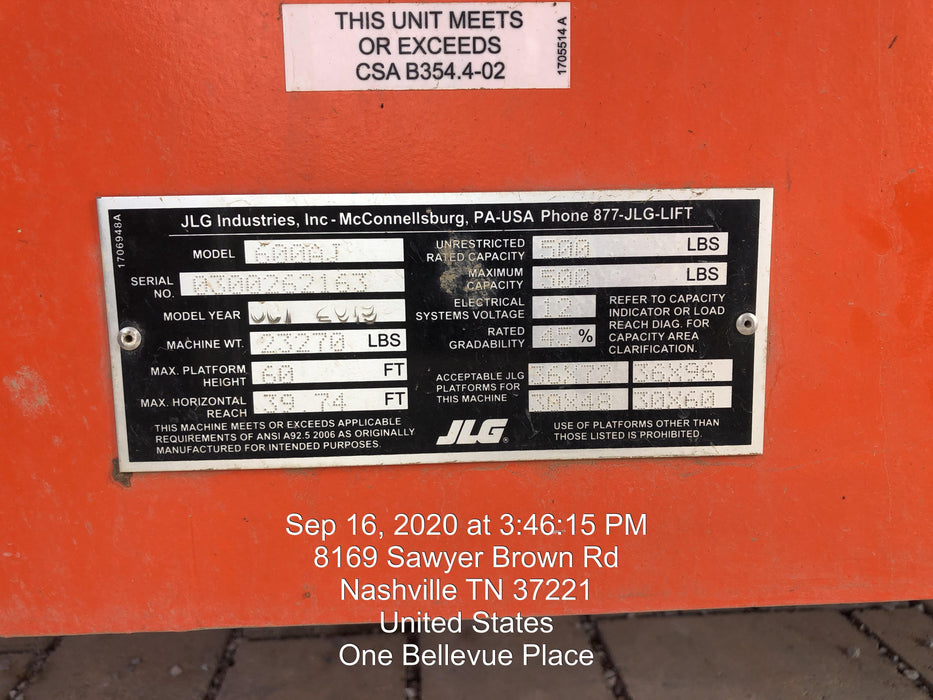 THIS UNIT MEETS
OR EXCEEDS
CSA B354.4-02
1705514 A
1706948A
JLG Industries, Inc - McConnellsburg, PA-USA Phone 877-JLG-LIFT
MODEL 600AJ
SERIAL NO. 0300262163
MODEL YEAR OCT 2019
MACHINE WT. 23270 LBS
MAX. PLATFORM HEIGHT 60 FT
MAX. HORIZONTAL REACH 39.74 FT
THIS MACHINE MEETS OR EXCEEDS APPLICABLE
REQUIREMENTS OF ANSI A92.5 2006 AS ORIGINALLY
MANUFACTURED FOR INTENDED PURPOSES.
UNRESTRICTED RATED CAPACITY 500 LBS
MAXIMUM CAPACITY 500 LBS
ELECTRICAL SYSTEMS VOLTAGE 12
RATED GRADABILITY 45 %
REFER TO CAPACITY
INDICATOR OR LOAD
REACH DIAG. FOR
CAPACITY AREA
CLARIFICATION.
ACCEPTABLE JLG
PLATFORMS FOR
THIS MACHINE
36X72 36X96
30X48 30X60
JLG®
USE OF PLATFORMS OTHER THAN
THOSE LISTED IS PROHIBITED.
Sep 16, 2020 at 3:46:15 PM
8169 Sawyer Brown Rd
Nashville TN 37221
United States
One Bellevue Place